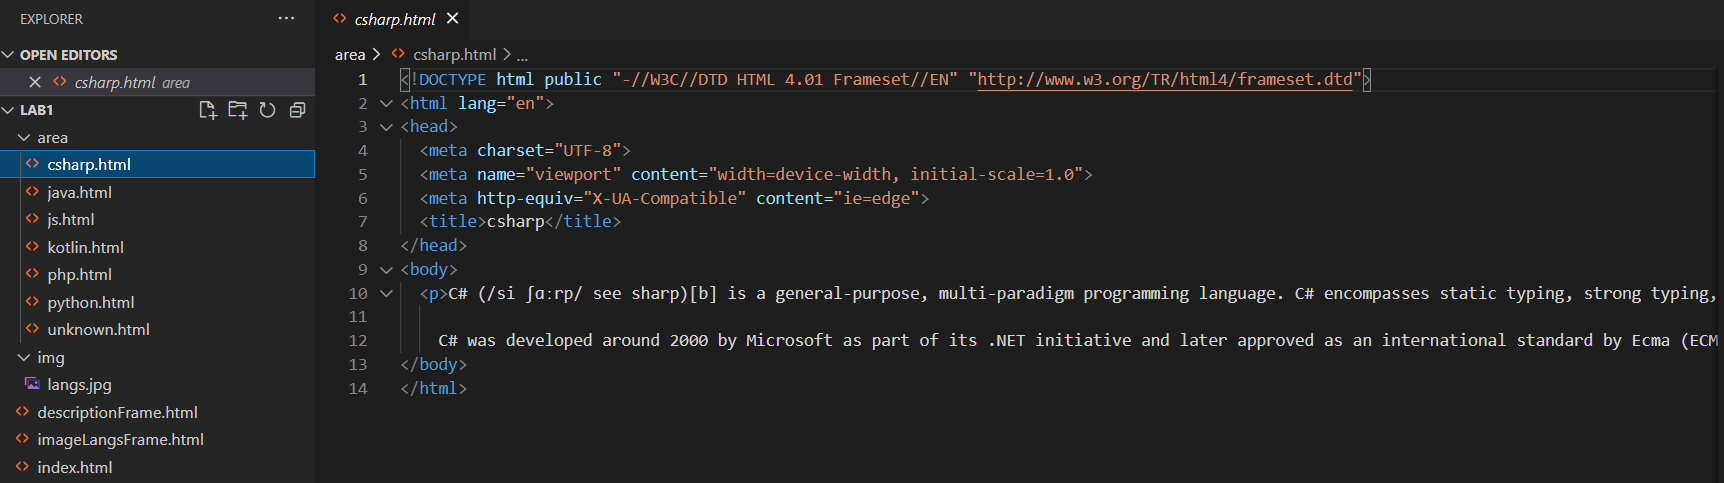 EXPLORER
OPEN EDITORS
csharp.html area
LAB1
area
csharp.html
java.html
js.html
kotlin.html
php.html
python.html
unknown.html
img
langs.jpg
descriptionFrame.html
imageLangsFrame.html
index.html
csharp.html
area > csharp.html > ...
1 <!DOCTYPE html public "-//W3C//DTD HTML 4.01 Frameset//EN" "http://www.w3.org/TR/html4/frameset.dtd">
2 <html lang="en">
3 <head>
4 <meta charset="UTF-8">
5 <meta name="viewport" content="width=device-width, initial-scale=1.0">
6 <meta http-equiv="X-UA-Compatible" content="ie=edge">
7 <title>csharp</title>
8 </head>
9 <body>
10 <p>C# (/si ʃɑːrp/ see sharp)[b] is a general-purpose, multi-paradigm programming language. C# encompasses static typing, strong typing,
11
12 C# was developed around 2000 by Microsoft as part of its .NET initiative and later approved as an international standard by Ecma (ECM
13 </body>
14 </html>